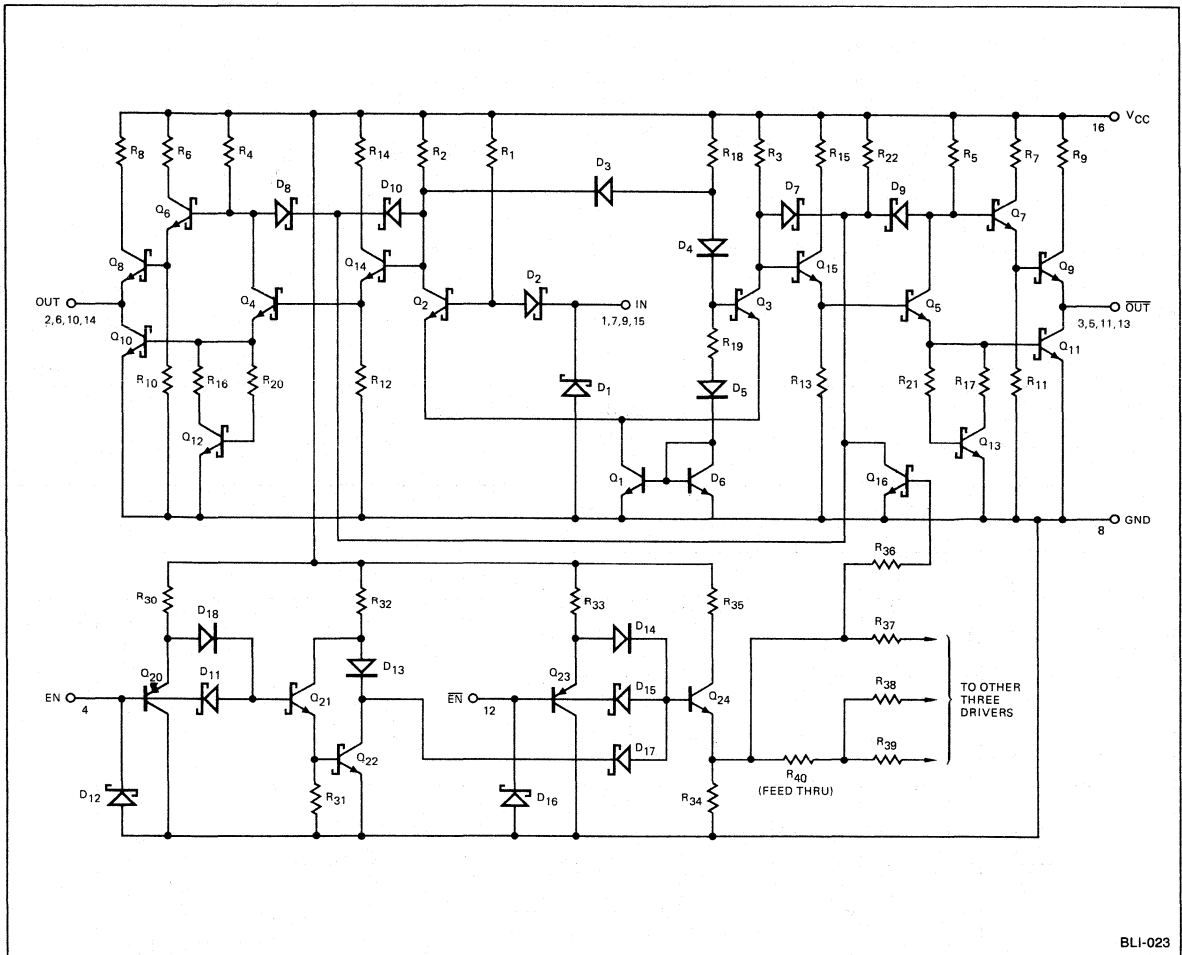 V_CC
16
R8
R6
R4
R14
R2
R1
R18
R3
R15
R22
R5
R7
R9
D3
D8
D10
D7
D9
Q6
Q7
Q8
Q14
D4
Q15
Q9
D2
OUT
2,6,10,14
Q4
Q2
IN
1,7,9,15
Q3
Q5
OUT
3,5,11,13
Q10
Q11
R19
R10
R16
R20
R12
D1
D5
R13
R21
R17
R11
Q12
Q13
Q1
D6
Q16
GND
8
R36
R30
R32
R33
R35
D18
D14
R37
D13
Q20
D11
Q23
D15
EN
4
Q21
EN
12
Q24
R38
TO OTHER
THREE
DRIVERS
Q22
D17
R39
R40
(FEED THRU)
D12
R31
D16
R34
BLI-023